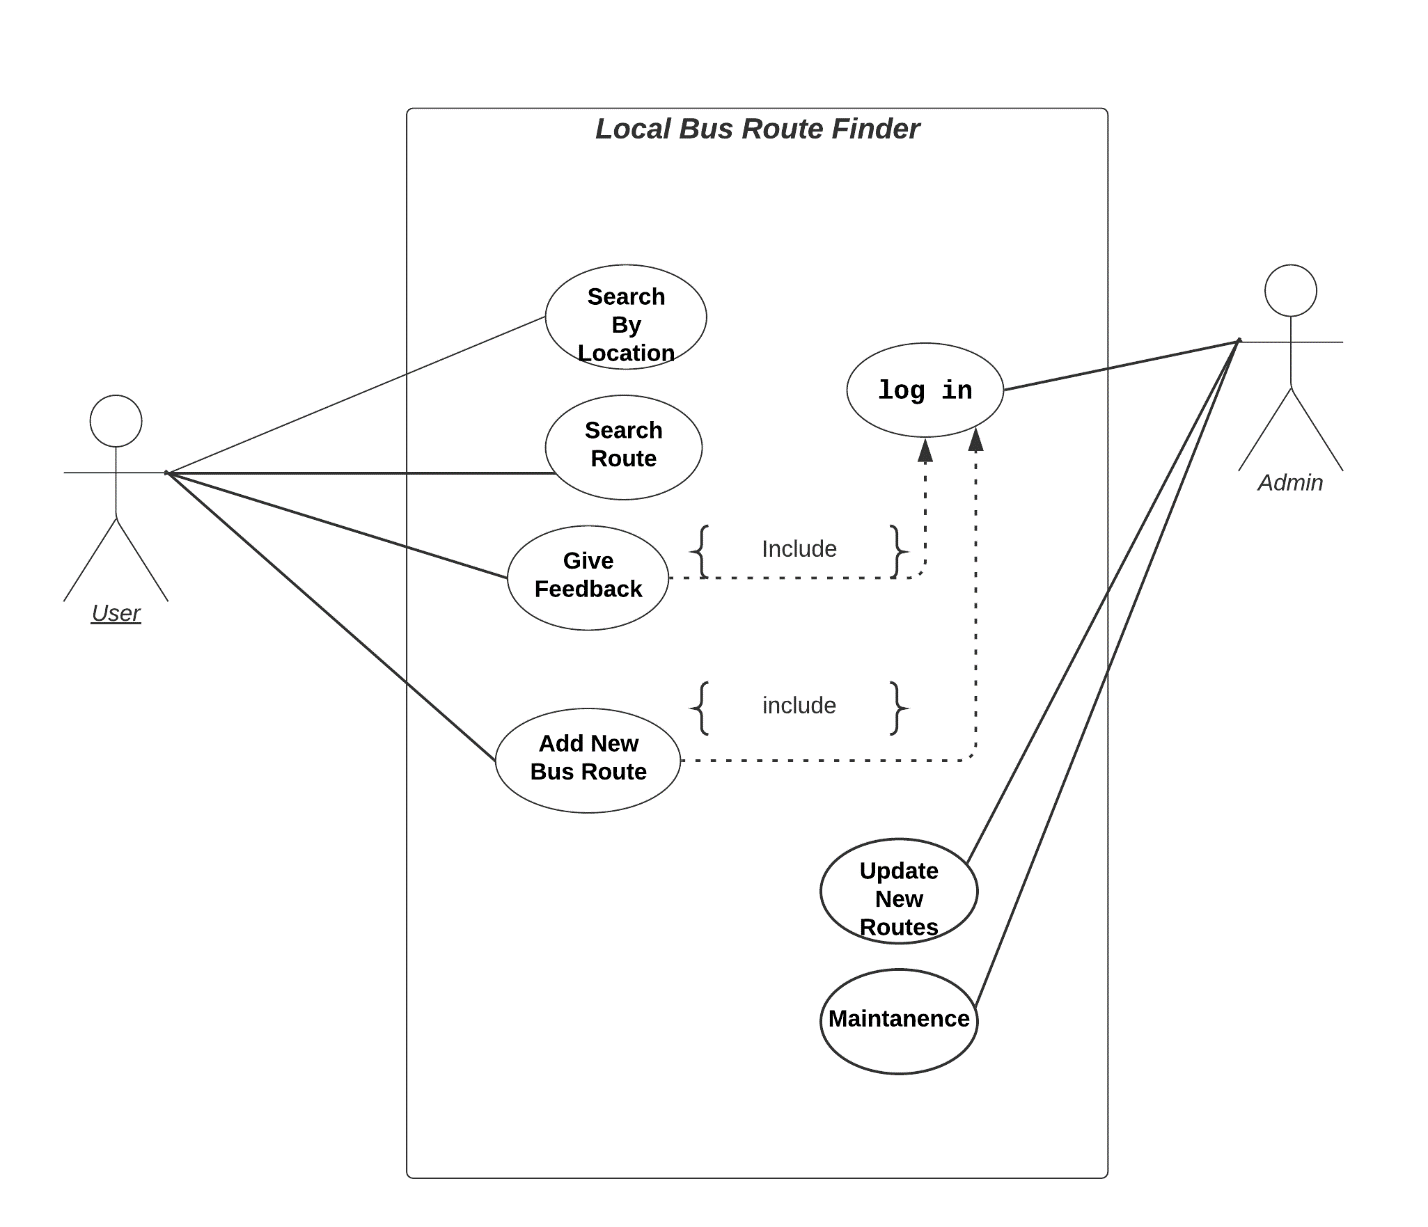 Local Bus Route Finder
Search
By
Location
log in
Search
Route
Admin
Give
Feedback
Include
User
include
Add New
Bus Route
Update
New
Routes
Maintanence